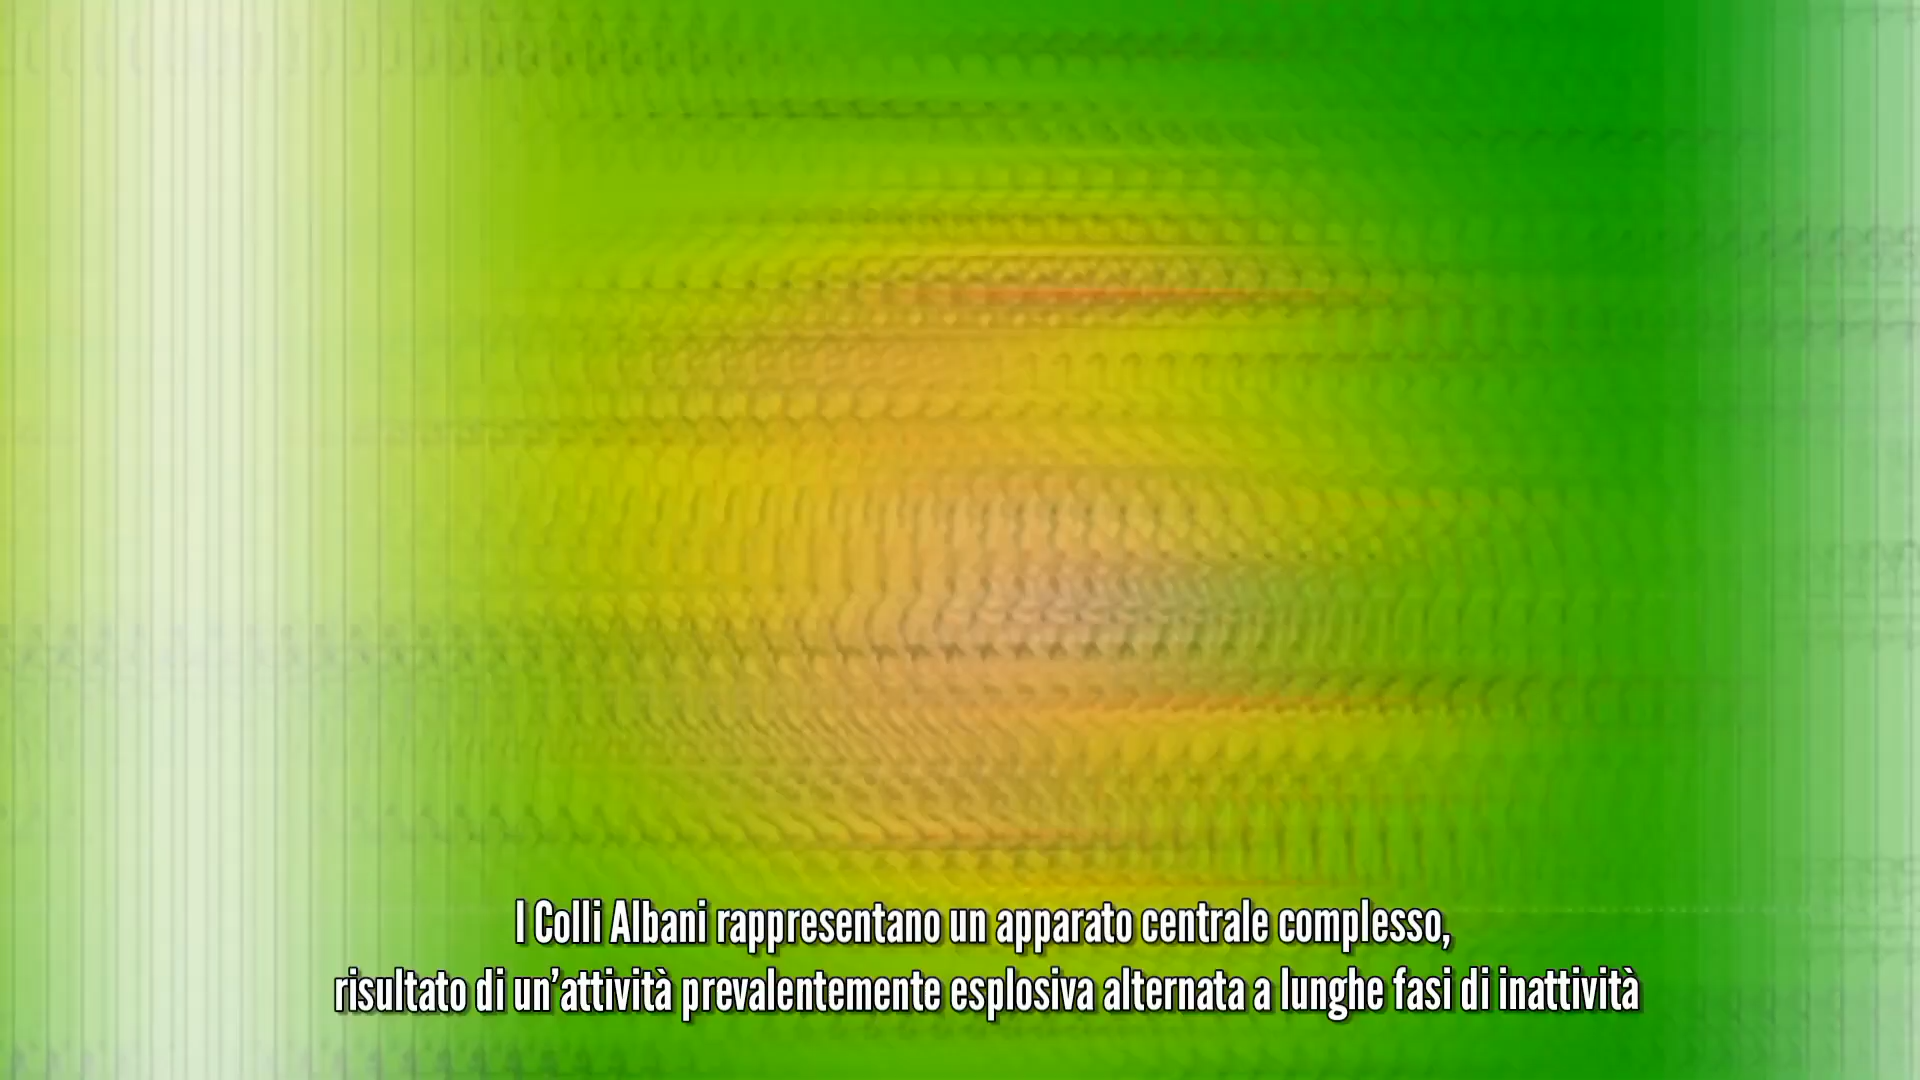 I Colli Albani rappresentano un apparato centrale complesso,
risultato di un’attività prevalentemente esplosiva alternata a lunghe fasi di inattività